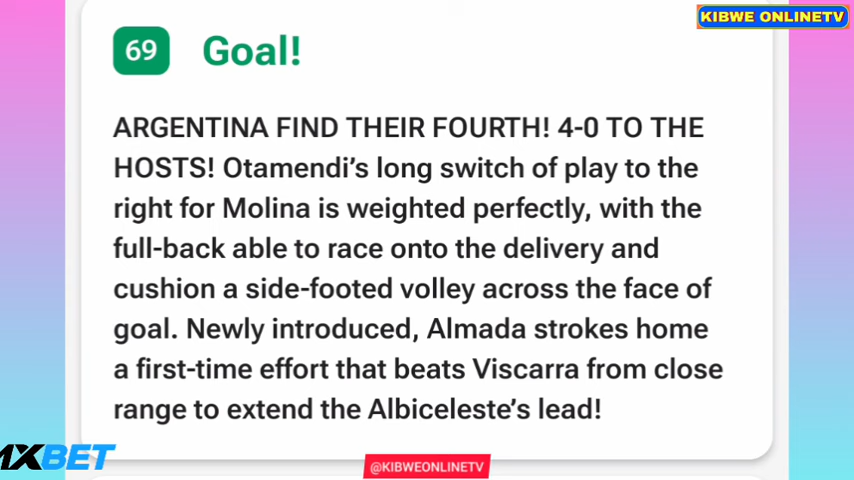 KIBWE ONLINETV
69 Goal!
ARGENTINA FIND THEIR FOURTH! 4-0 TO THE
HOSTS! Otamendi's long switch of play to the
right for Molina is weighted perfectly, with the
full-back able to race onto the delivery and
cushion a side-footed volley across the face of
goal. Newly introduced, Almada strokes home
a first-time effort that beats Viscarra from close
range to extend the Albiceleste's lead!
1XBET
@KIBWEONLINETV